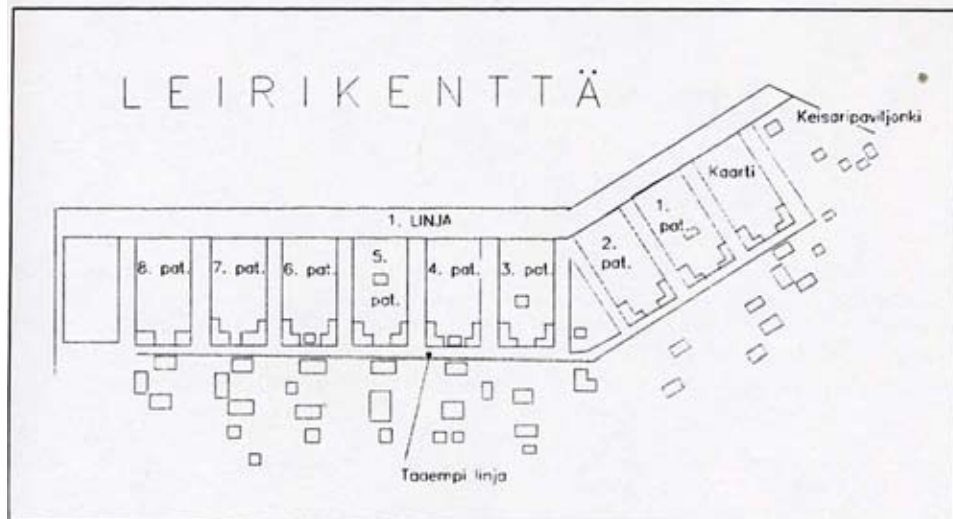 LEIRIKENTTÄ
Keisaripaviljonki
Kaarti
1. LINJA
1.
pat.
2.
pat.
8. pat.
7. pat.
6. pat.
5.
pat.
4. pat.
3. pat.
Taaempi linja